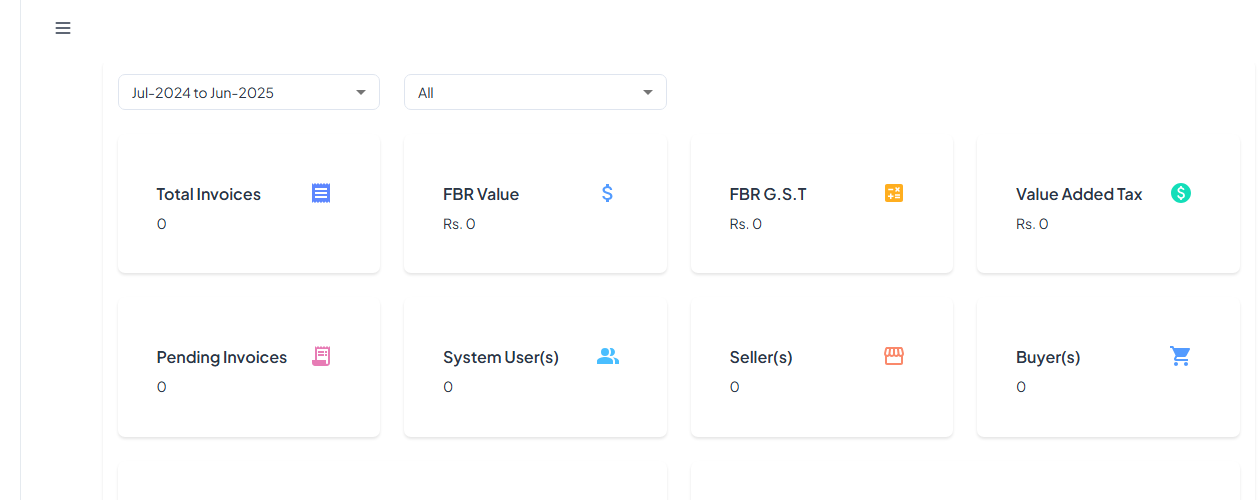 Jul-2024 to Jun-2025 All
Total Invoices FBR Value FBR G.S.T Value Added Tax
0 Rs. 0 Rs. 0 Rs. 0
Pending Invoices System User(s) Seller(s) Buyer(s)
0 0 0 0